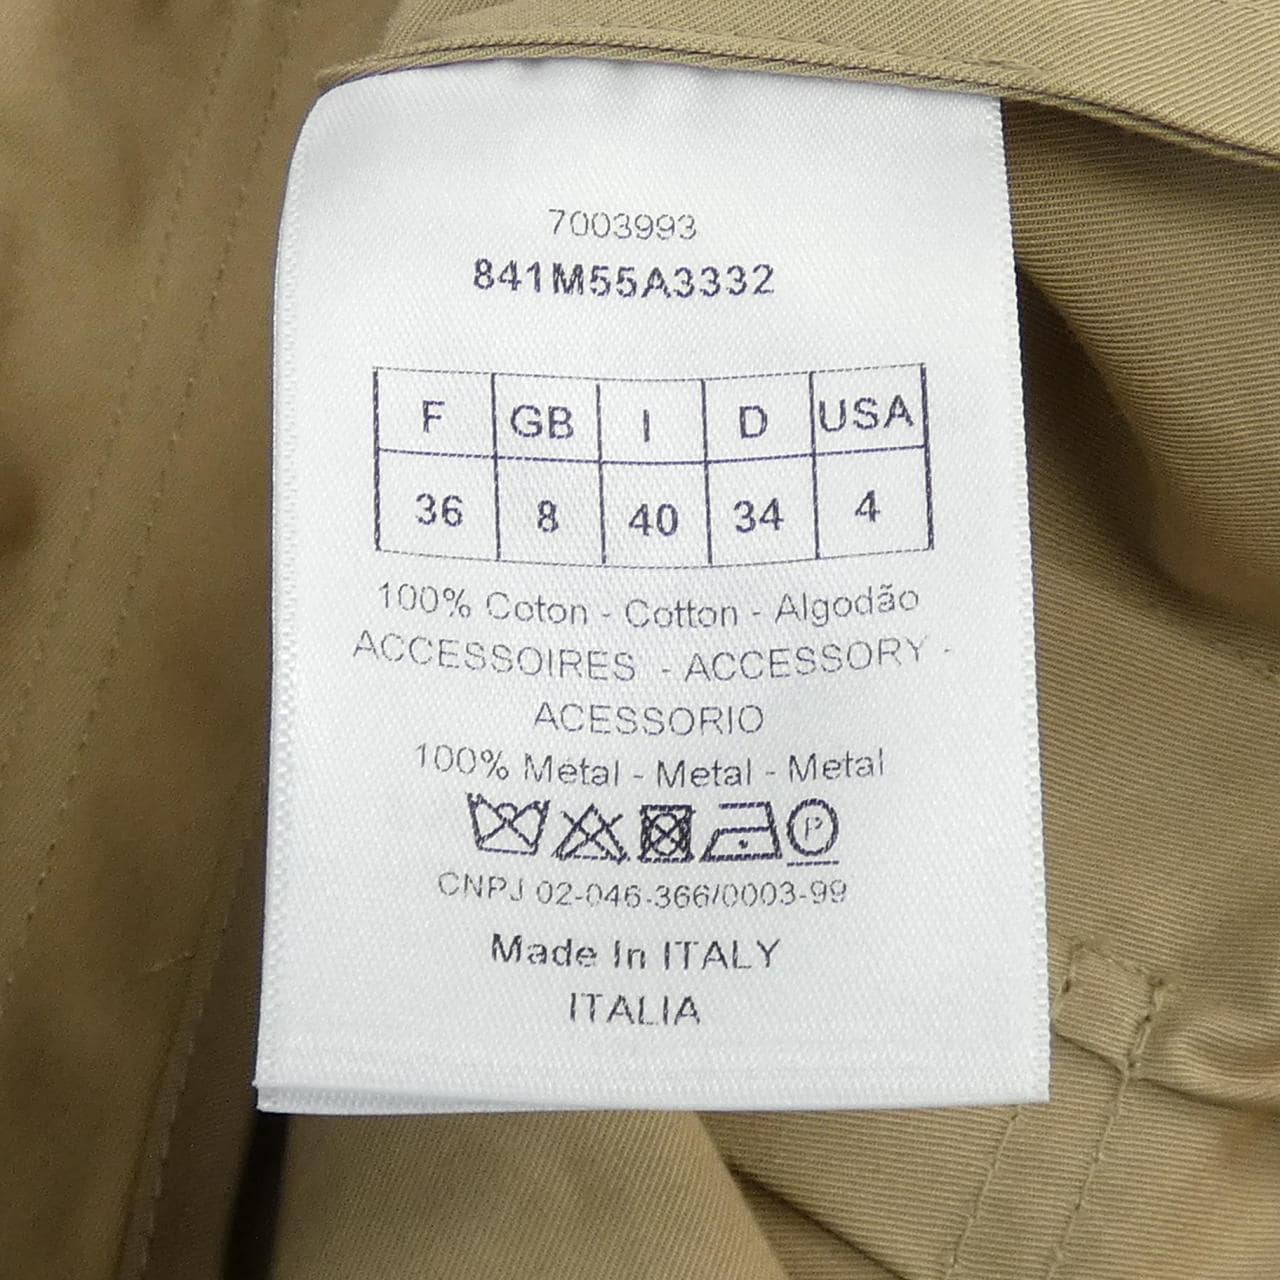 7003993
841M55A3332
F GB I D USA
36 8 40 34 4
100% Coton - Cotton - Algodão
ACCESSOIRES - ACCESSORY -
ACESSORIO
100% Metal - Metal - Metal
P
CNPJ 02-046-366/0003-99
Made In ITALY
ITALIA